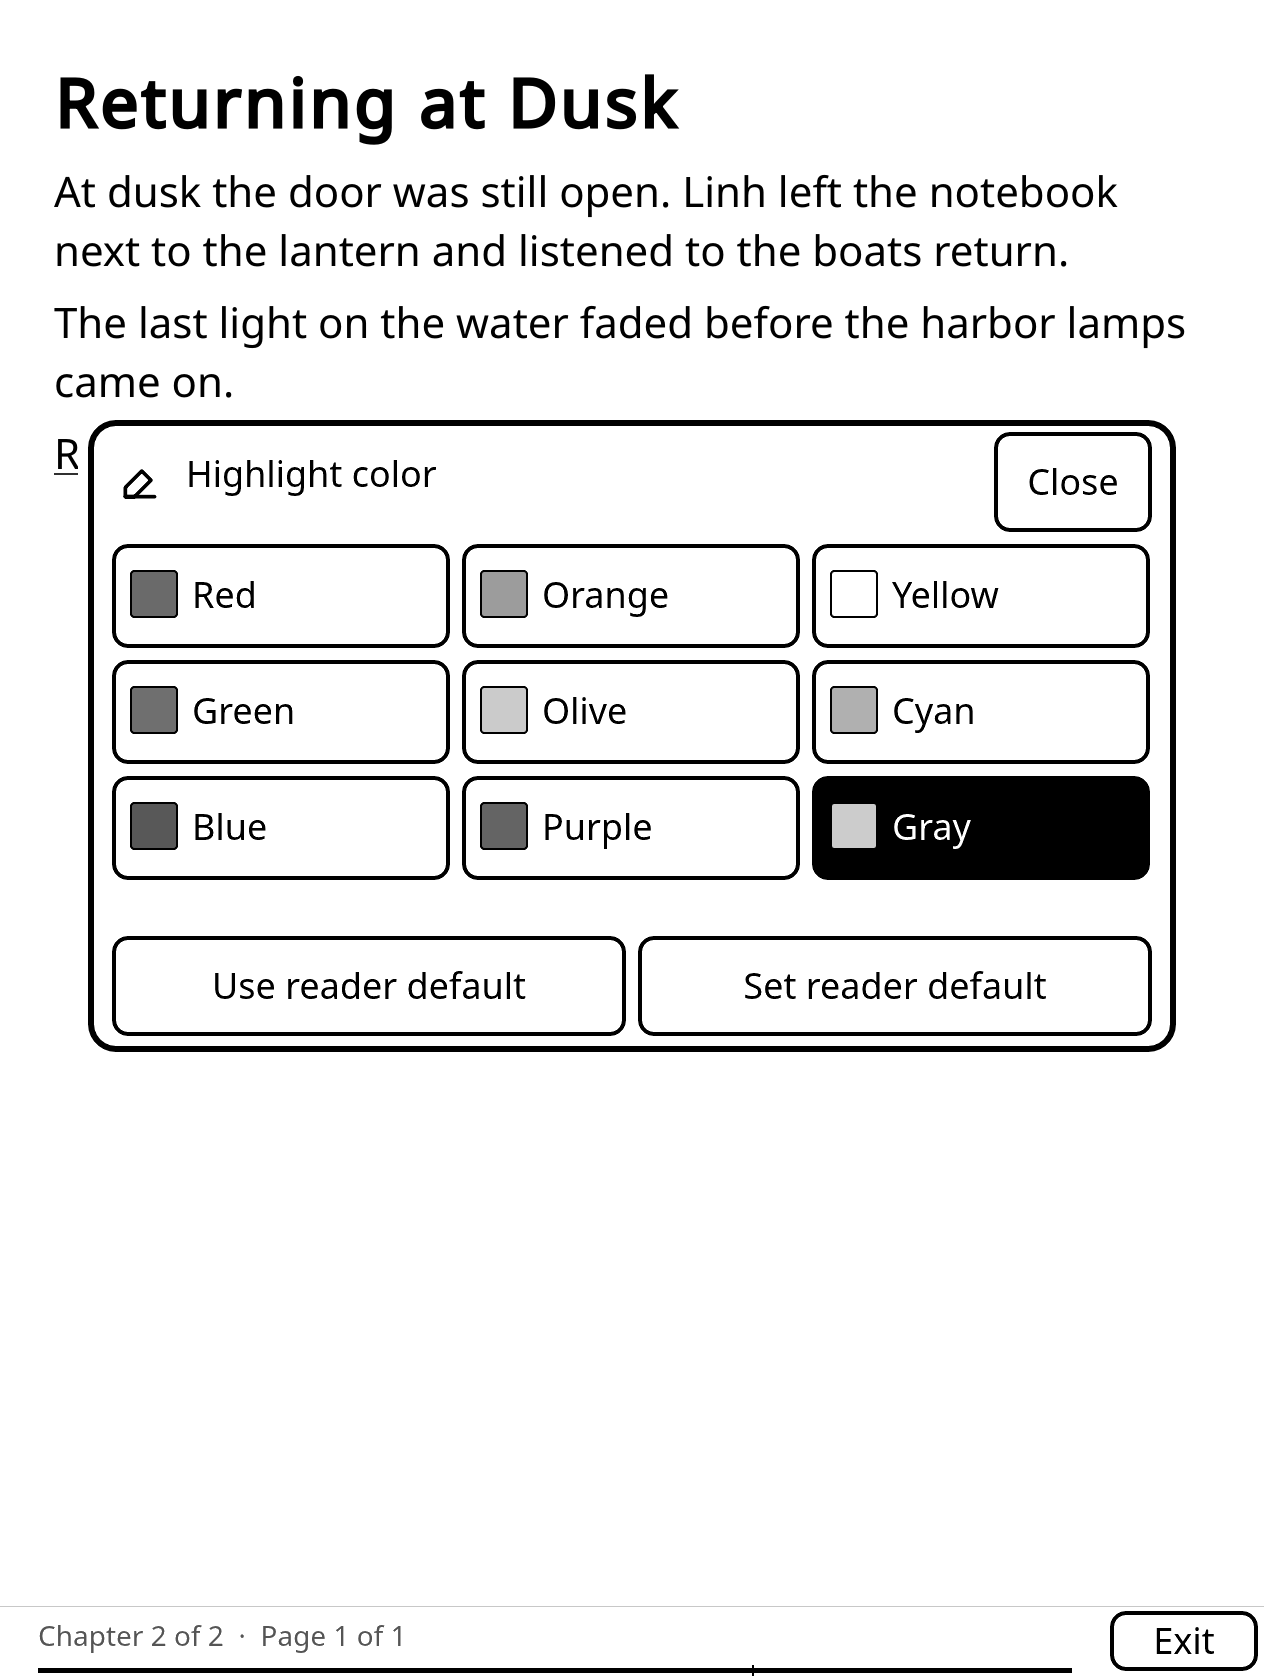 Returning at Dusk
At dusk the door was still open. Linh left the notebook
next to the lantern and listened to the boats return.
The last light on the water faded before the harbor lamps
came on.
R
Highlight color
Close
Red
Orange
Yellow
Green
Olive
Cyan
Blue
Purple
Gray
Use reader default
Set reader default
Chapter 2 of 2 · Page 1 of 1
Exit